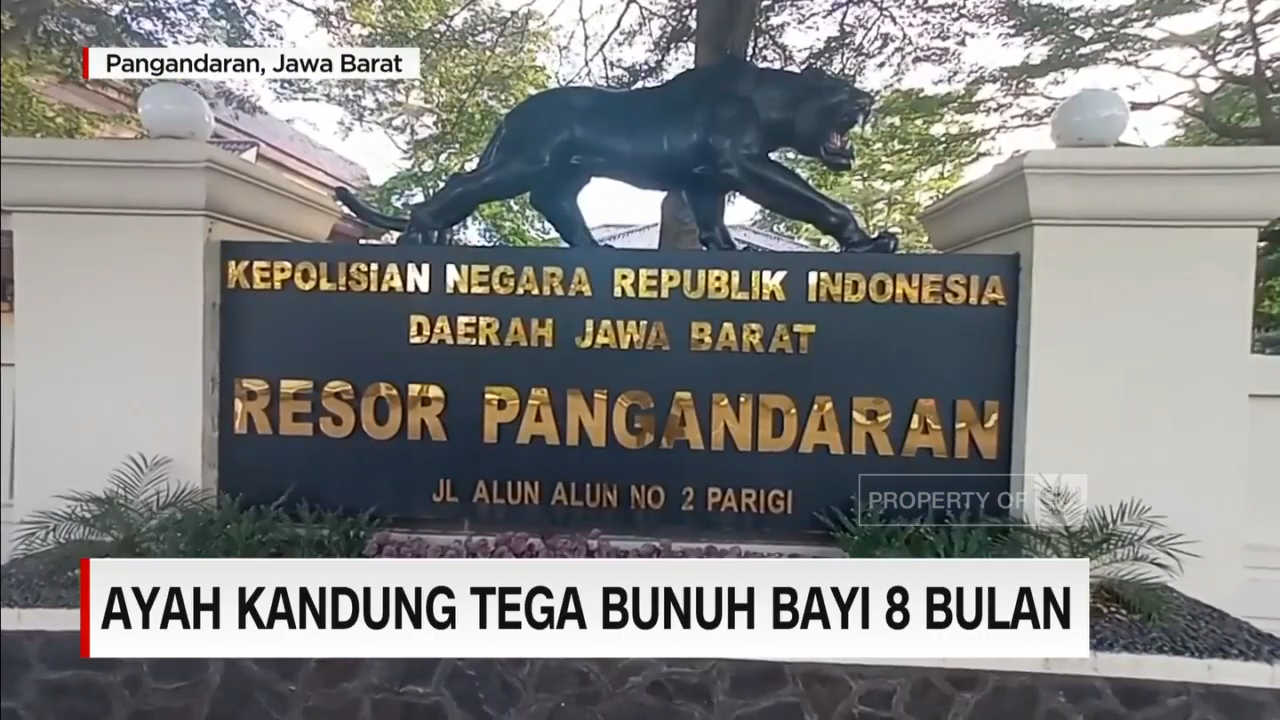 Pangandaran, Jawa Barat
KEPOLISIAN NEGARA REPUBLIK INDONESIA
DAERAH JAWA BARAT
RESOR PANGANDARAN
JL ALUN ALUN NO 2 PARIGI
PROPERTY OF
AYAH KANDUNG TEGA BUNUH BAYI 8 BULAN